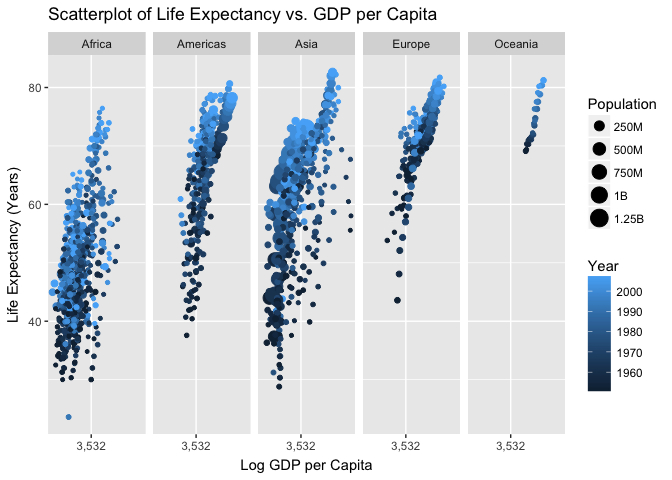 Scatterplot of Life Expectancy vs. GDP per Capita
Africa
Americas
Asia
Europe
Oceania
Life Expectancy (Years)
80
60
40
3,532
3,532
3,532
3,532
3,532
Log GDP per Capita
Population
250M
500M
750M
1B
1.25B
Year
2000
1990
1980
1970
1960